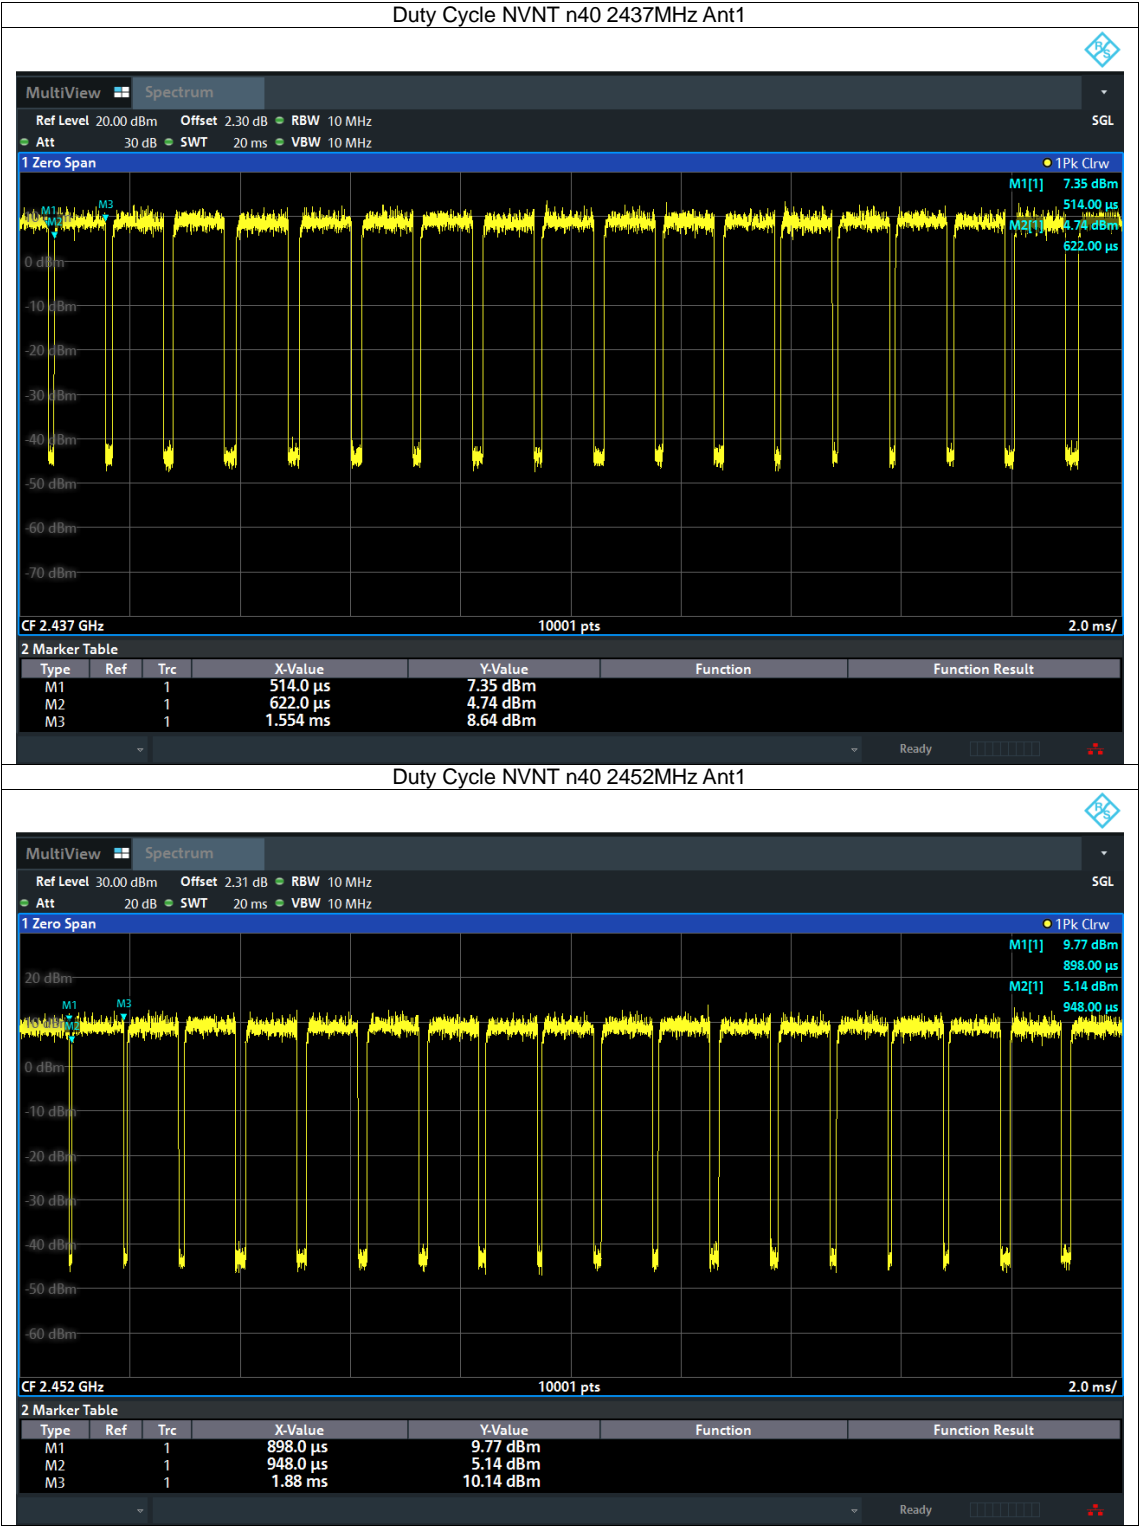 Duty Cycle NVNT n40 2437MHz Ant1
R&S
MultiView Spectrum
Ref Level 20.00 dBm Offset 2.30 dB RBW 10 MHz SGL
Att 30 dB SWT 20 ms VBW 10 MHz
1 Zero Span 1Pk Clrw
M1[1] 7.35 dBm
514.00 µs
M2[1] 4.74 dBm
622.00 µs
M1
M2
M3
0 dBm
-10 dBm
-20 dBm
-30 dBm
-40 dBm
-50 dBm
-60 dBm
-70 dBm
CF 2.437 GHz 10001 pts 2.0 ms/
2 Marker Table
Type Ref Trc X-Value Y-Value Function Function Result
M1 1 514.0 µs 7.35 dBm
M2 1 622.0 µs 4.74 dBm
M3 1 1.554 ms 8.64 dBm
Ready
Duty Cycle NVNT n40 2452MHz Ant1
R&S
MultiView Spectrum
Ref Level 30.00 dBm Offset 2.31 dB RBW 10 MHz SGL
Att 20 dB SWT 20 ms VBW 10 MHz
1 Zero Span 1Pk Clrw
M1[1] 9.77 dBm
898.00 µs
M2[1] 5.14 dBm
948.00 µs
20 dBm
M1
M3
10 dBm
M2
0 dBm
-10 dBm
-20 dBm
-30 dBm
-40 dBm
-50 dBm
-60 dBm
CF 2.452 GHz 10001 pts 2.0 ms/
2 Marker Table
Type Ref Trc X-Value Y-Value Function Function Result
M1 1 898.0 µs 9.77 dBm
M2 1 948.0 µs 5.14 dBm
M3 1 1.88 ms 10.14 dBm
Ready